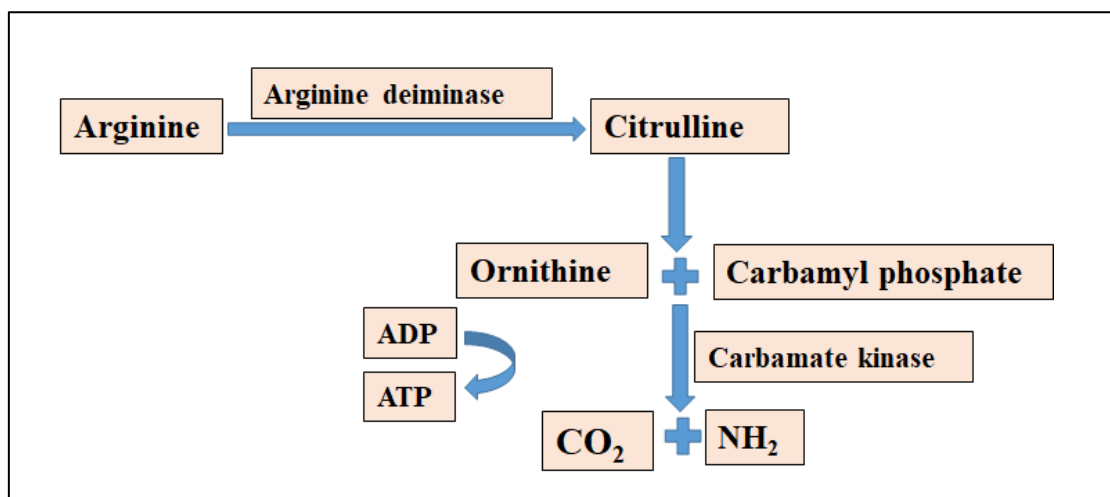 Arginine deiminase
Arginine
Citrulline
Ornithine
Carbamyl phosphate
ADP
Carbamate kinase
ATP
CO₂
NH₂